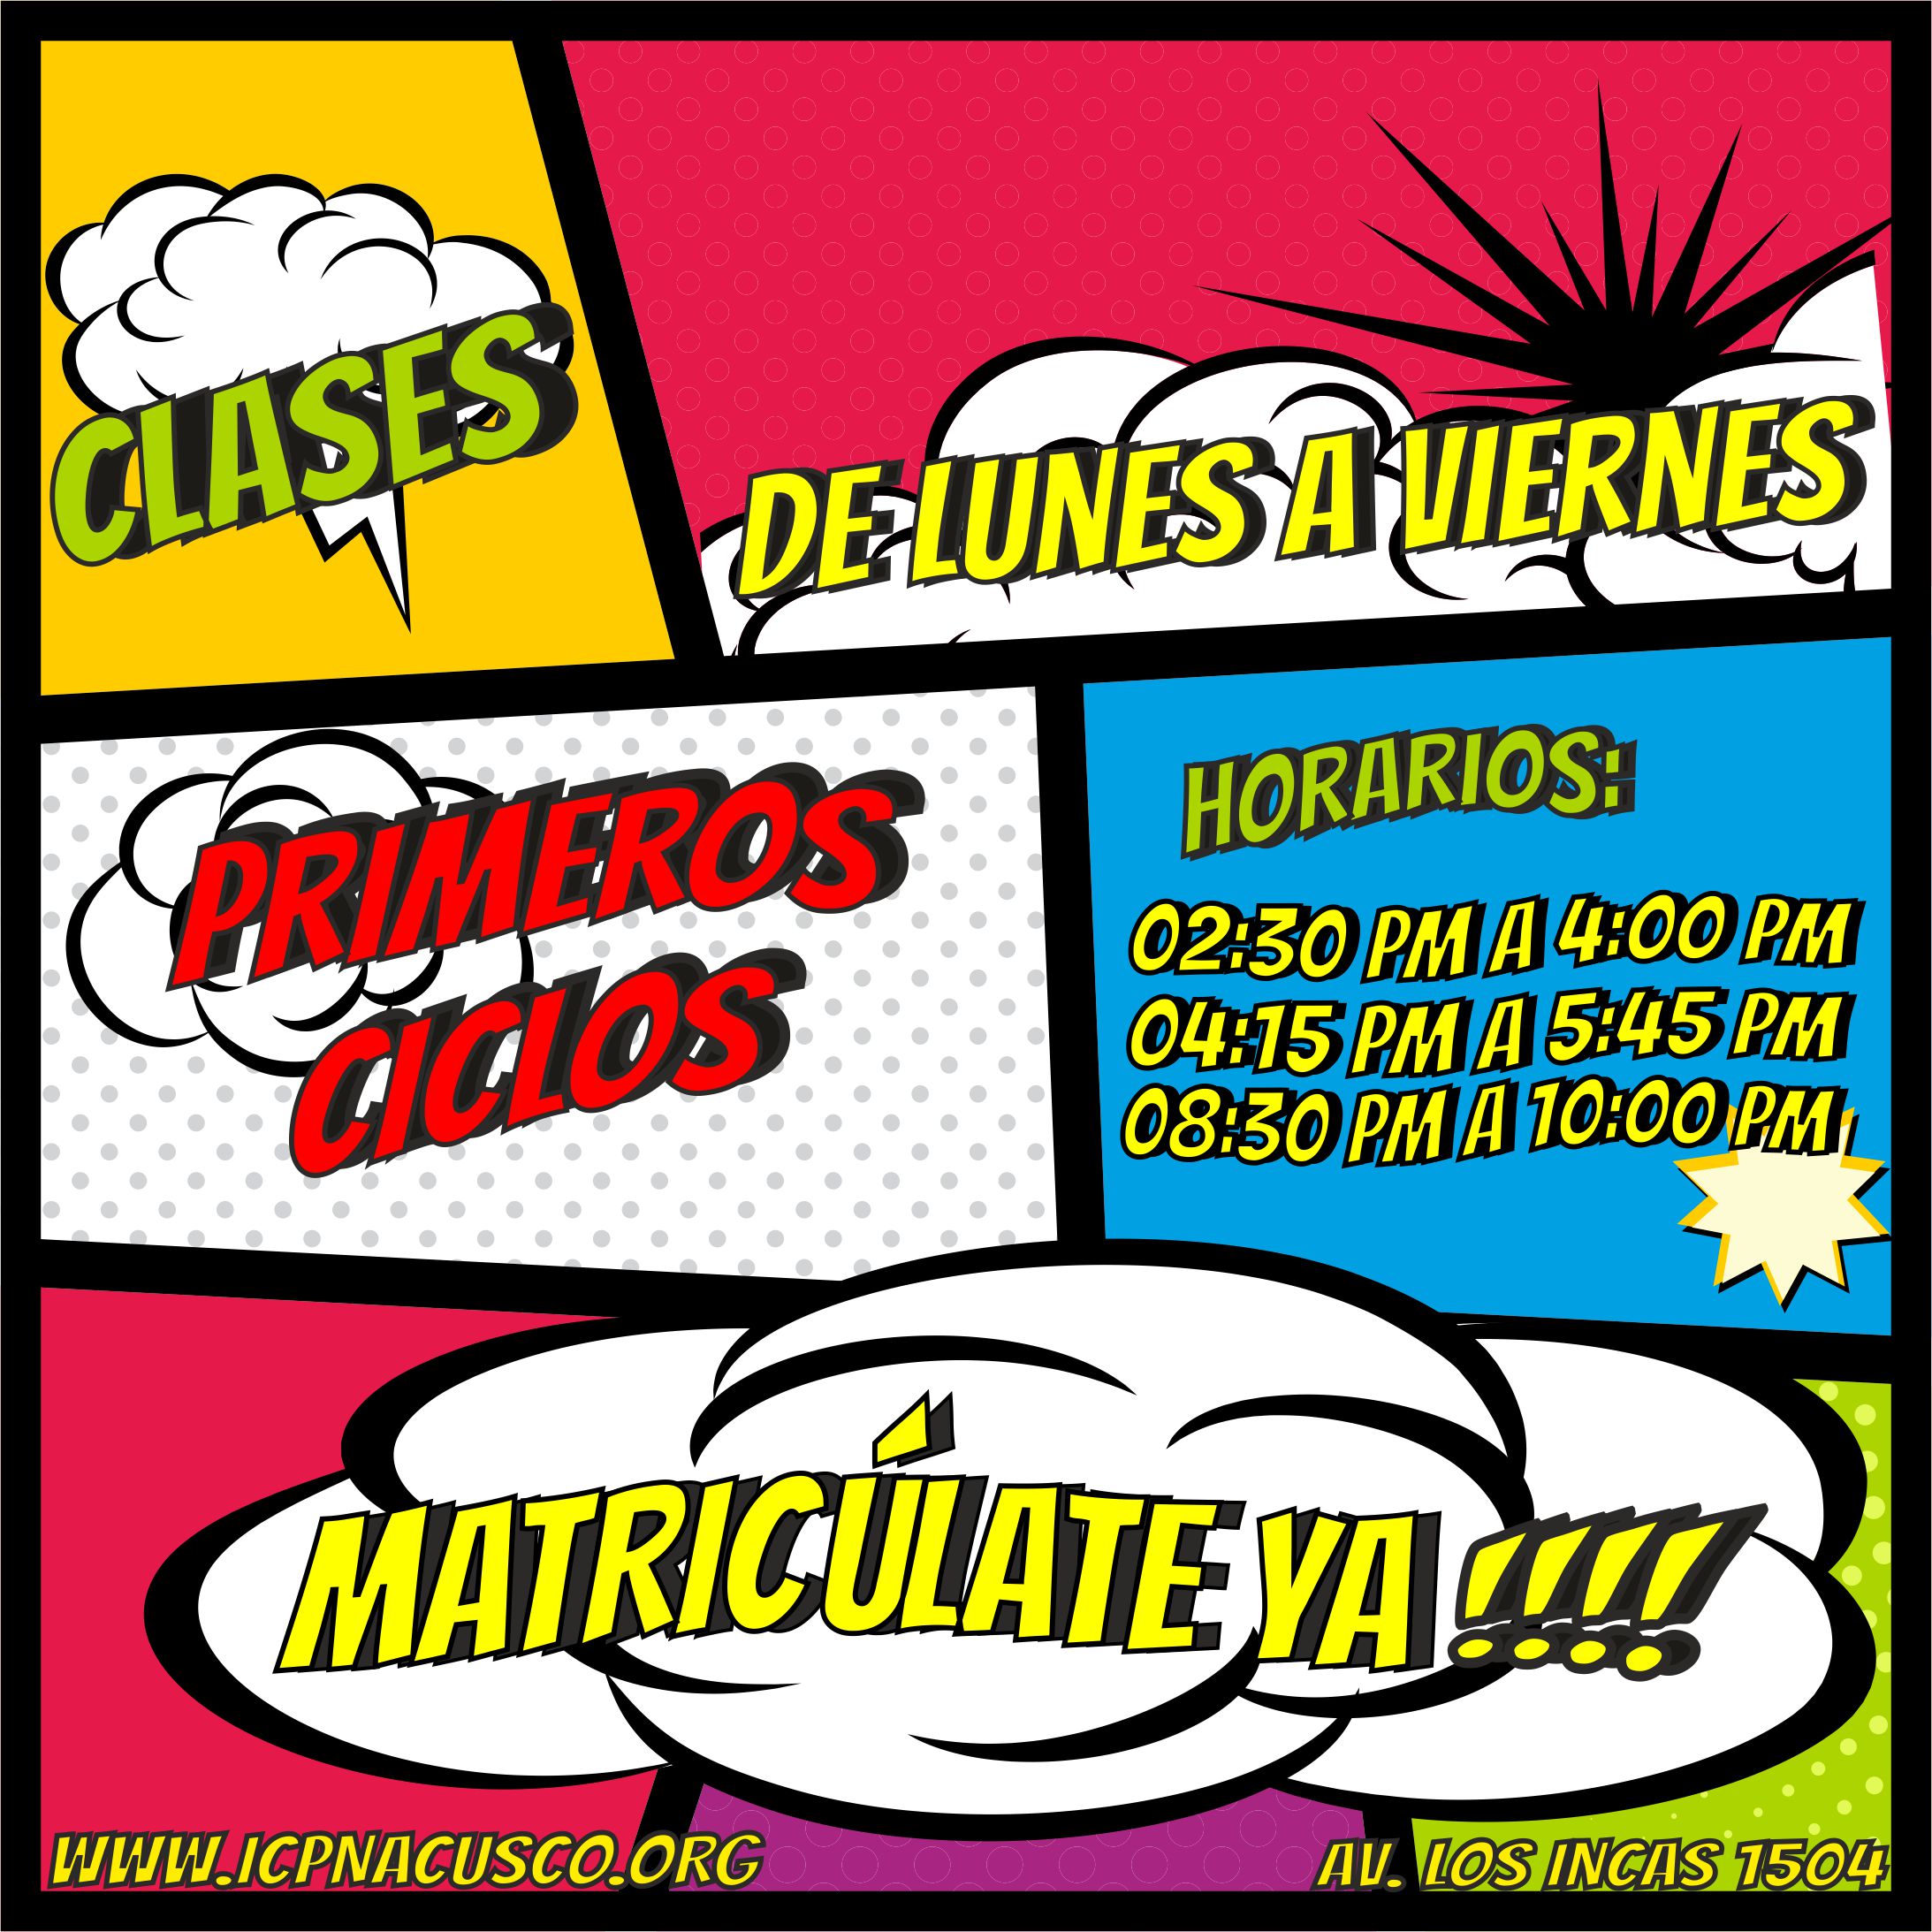 CLASES
DE LUNES A VIERNES
PRIMEROS
CICLOS
HORARIOS:
02:30 PM A 4:00 PM
04:15 PM A 5:45 PM
08:30 PM A 10:00 PM
MATRICÚLATE YA !!!!
WWW.ICPNACUSCO.ORG
AV. LOS INCAS 1504